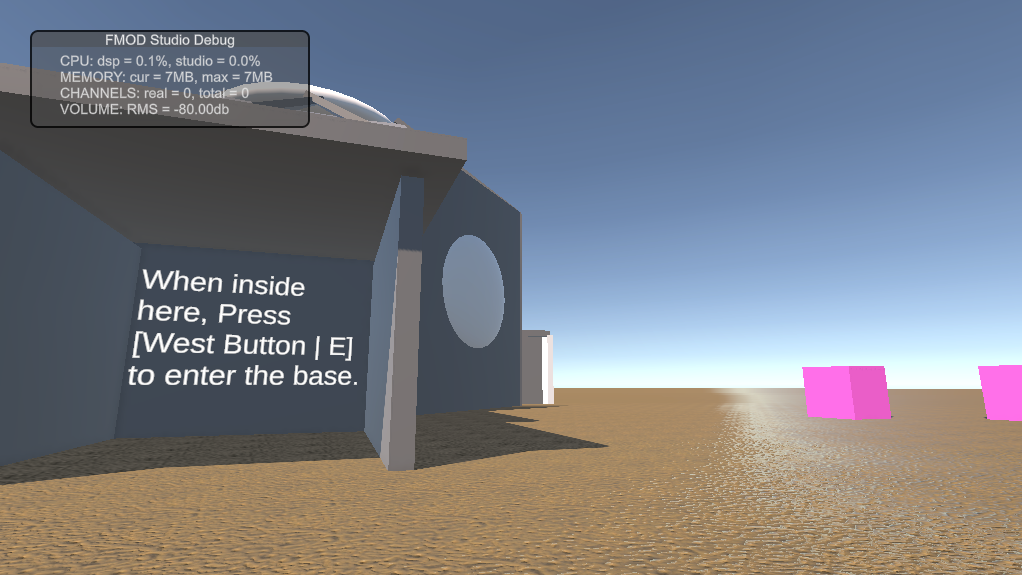 FMOD Studio Debug
CPU: dsp = 0.1%, studio = 0.0%
MEMORY: cur = 7MB, max = 7MB
CHANNELS: real = 0, total = 0
VOLUME: RMS = -80.00db
When inside
here, Press
[West Button | E]
to enter the base.